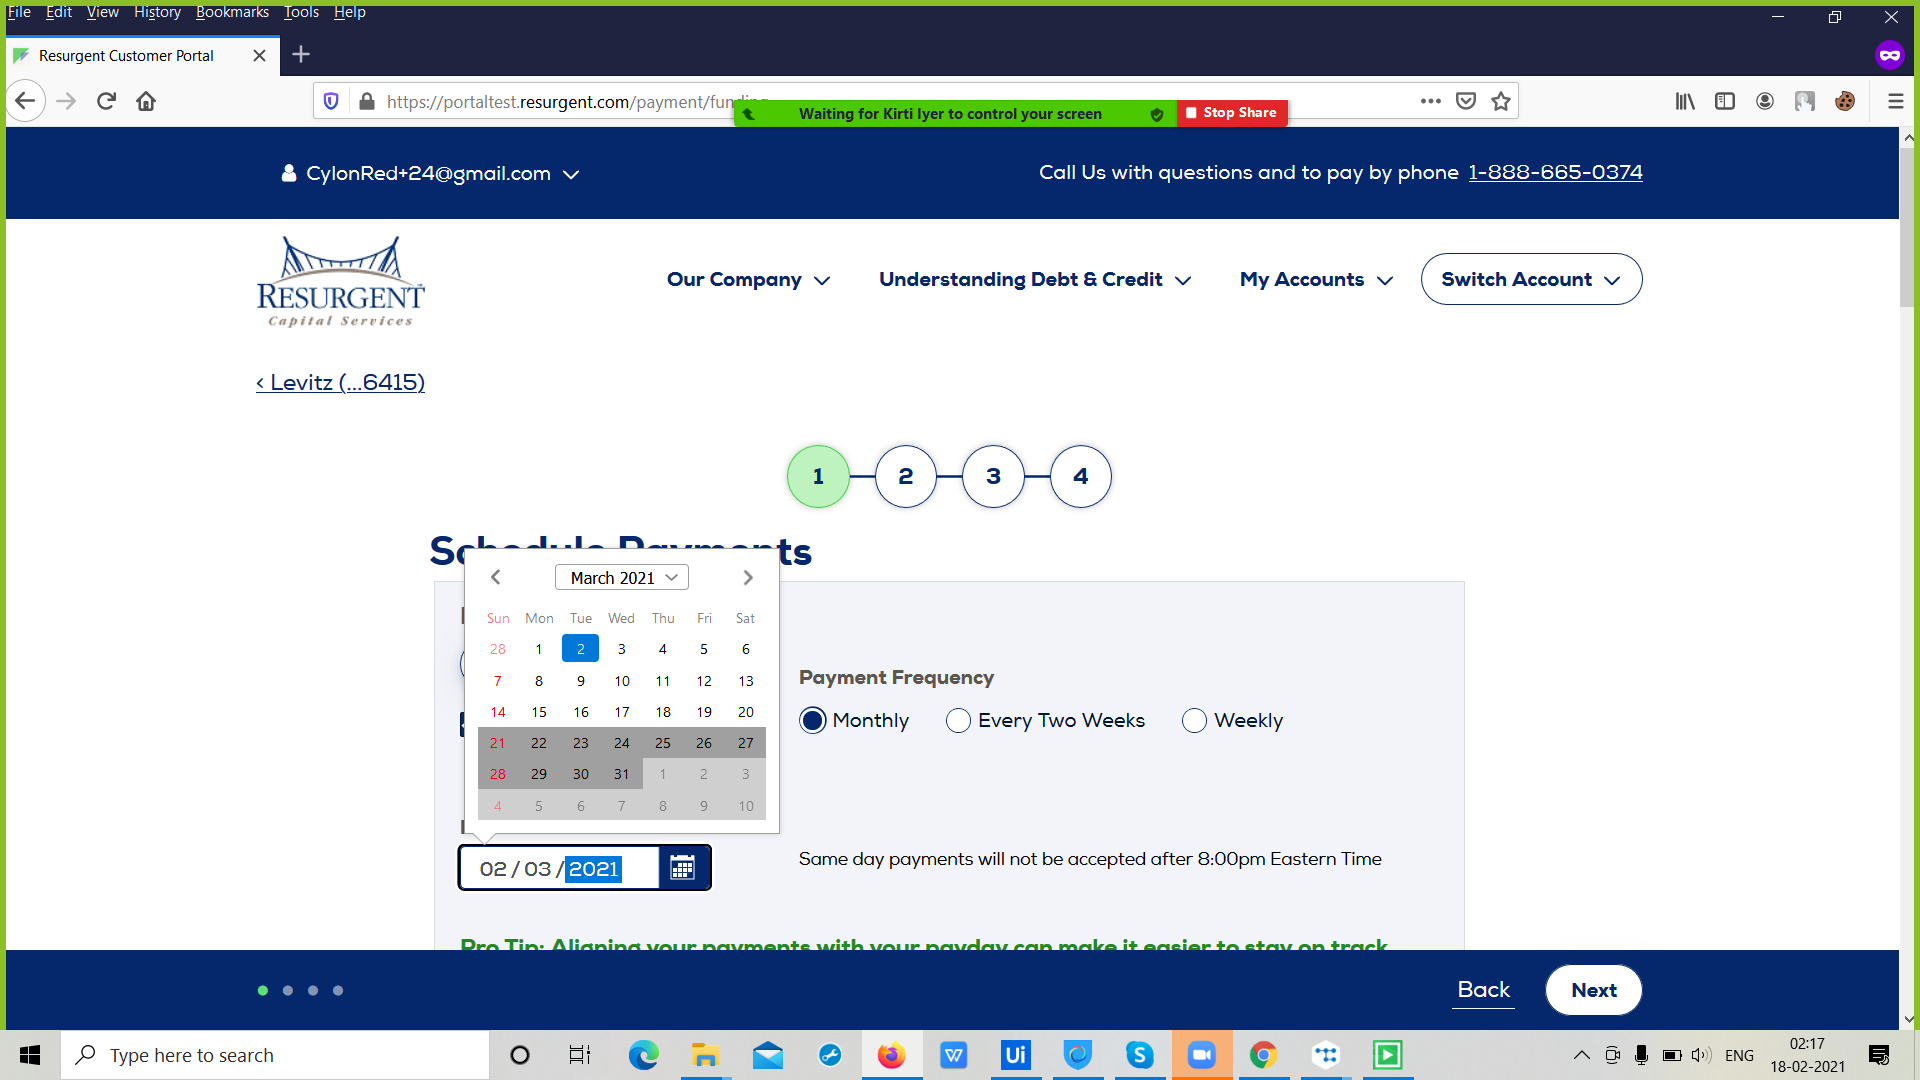 File Edit View History Bookmarks Tools Help
Resurgent Customer Portal
https://portaltest.resurgent.com/payment/funding
Waiting for Kirti Iyer to control your screen
Stop Share
CylonRed+24@gmail.com
Call Us with questions and to pay by phone 1-888-665-0374
RESURGENT
Capital Services
Our Company
Understanding Debt & Credit
My Accounts
Switch Account
< Levitz (...6415)
1 2 3 4
Schedule Payments
March 2021
Sun Mon Tue Wed Thu Fri Sat
28 1 2 3 4 5 6
7 8 9 10 11 12 13
14 15 16 17 18 19 20
21 22 23 24 25 26 27
28 29 30 31 1 2 3
4 5 6 7 8 9 10
Payment Frequency
Monthly Every Two Weeks Weekly
02/03/2021
Same day payments will not be accepted after 8:00pm Eastern Time
Pro Tip: Aligning your payments with your payday can make it easier to stay on track
Back
Next
Type here to search
W
Ui
S
ENG
02:17
18-02-2021